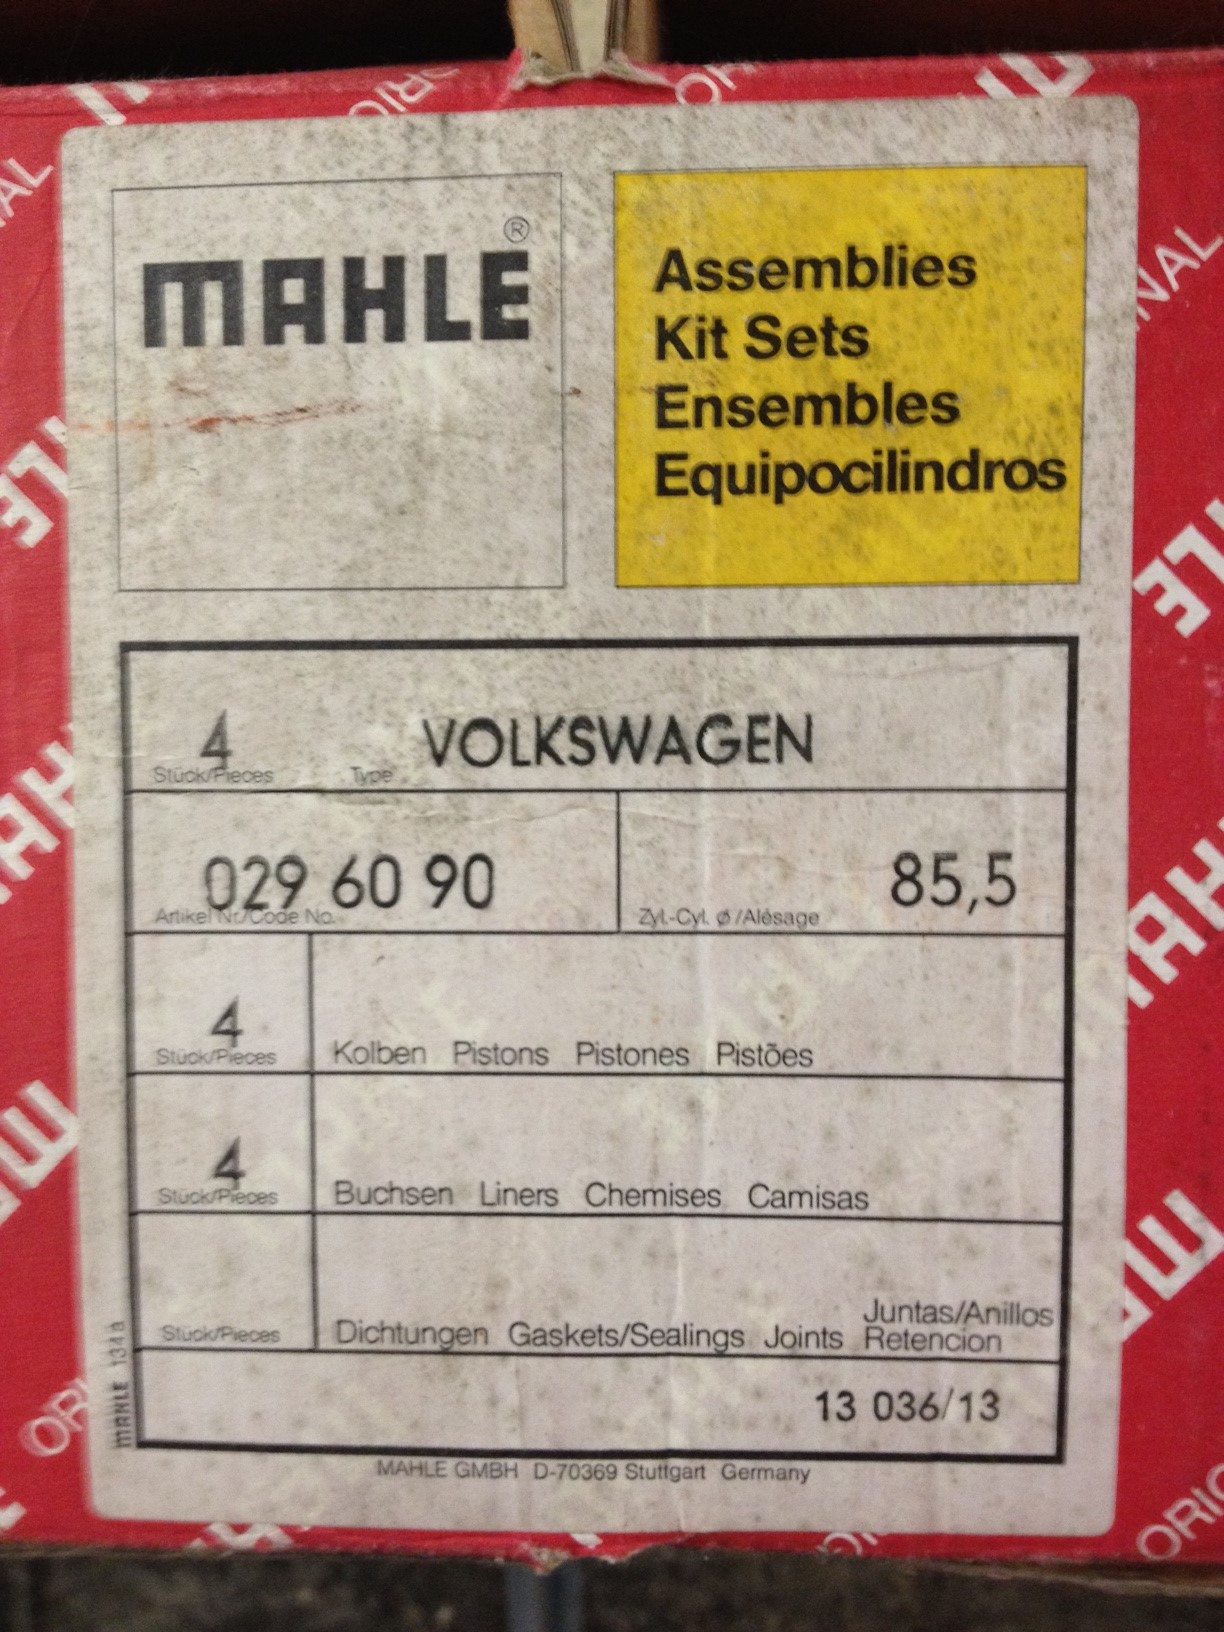 MAHLE®
Assemblies
Kit Sets
Ensembles
Equipocilindros
4 VOLKSWAGEN
Stück/Pieces Type
029 60 90 85,5
Artikel Nr./Code No. Zyl.-Cyl. ø/Alésage
4
Stück/Pieces Kolben Pistons Pistones Pistões
4
Stück/Pieces Buchsen Liners Chemises Camisas
Juntas/Anillos
Stück/Pieces Dichtungen Gaskets/Sealings Joints Retencion
13 036/13
MAHLE 134a
MAHLE GMBH D-70369 Stuttgart Germany